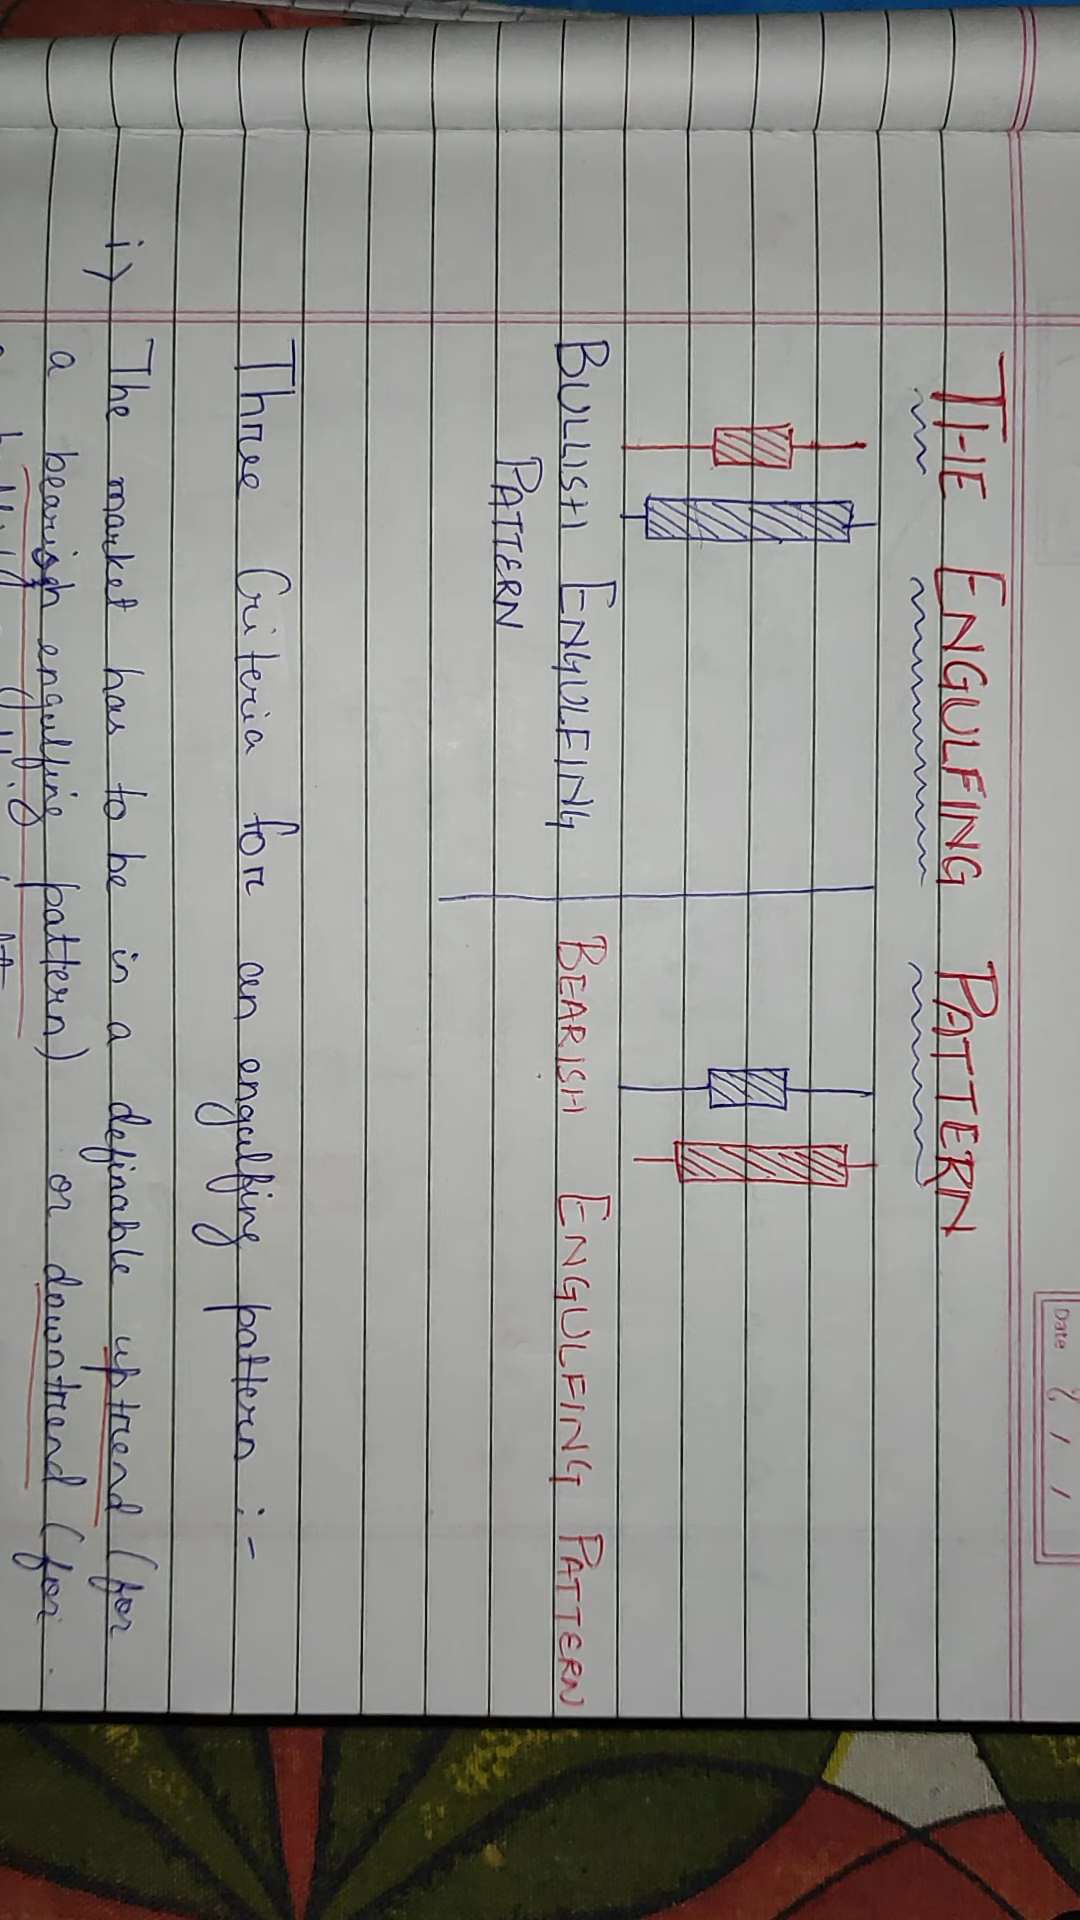 Date / /
THE ENGULFING PATTERN
BULLISH ENGULFING
PATTERN
BEARISH ENGULFING PATTERN
Three Criteria for an engulfing pattern :-
i) The market has to be in a definable uptrend (for
a bearish engulfing pattern) or downtrend (for